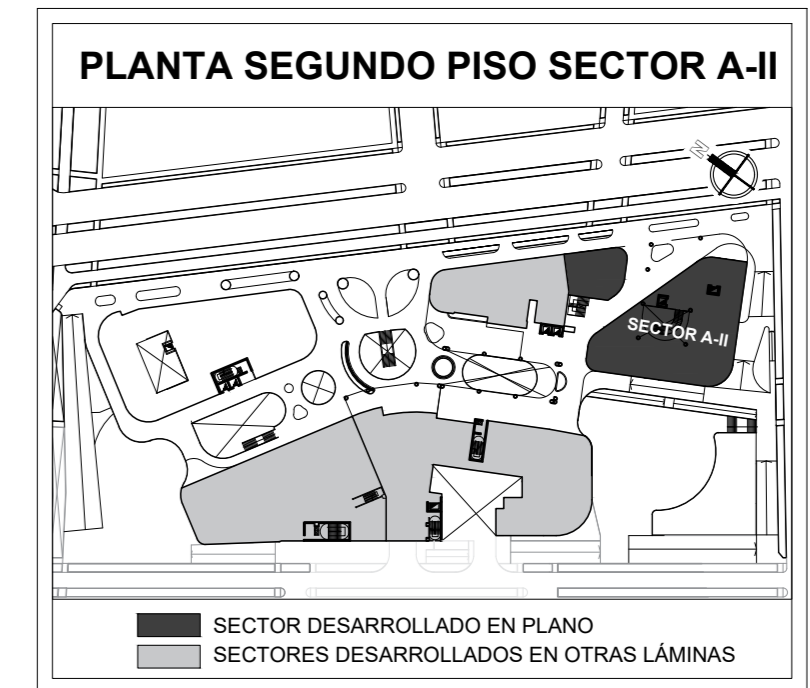 PLANTA SEGUNDO PISO SECTOR A-II
N
SECTOR A-II
SECTOR DESARROLLADO EN PLANO
SECTORES DESARROLLADOS EN OTRAS LÁMINAS